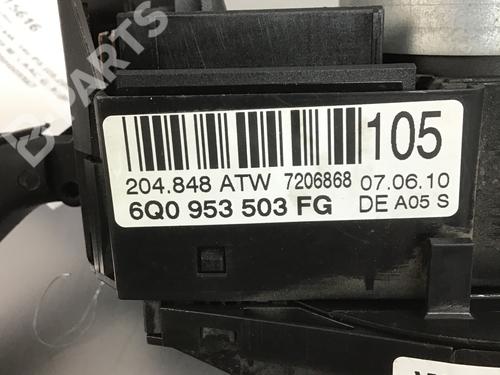 105
204.848 ATW 7206868 07.06.10
6Q0 953 503 FG DE A05 S
PARTS